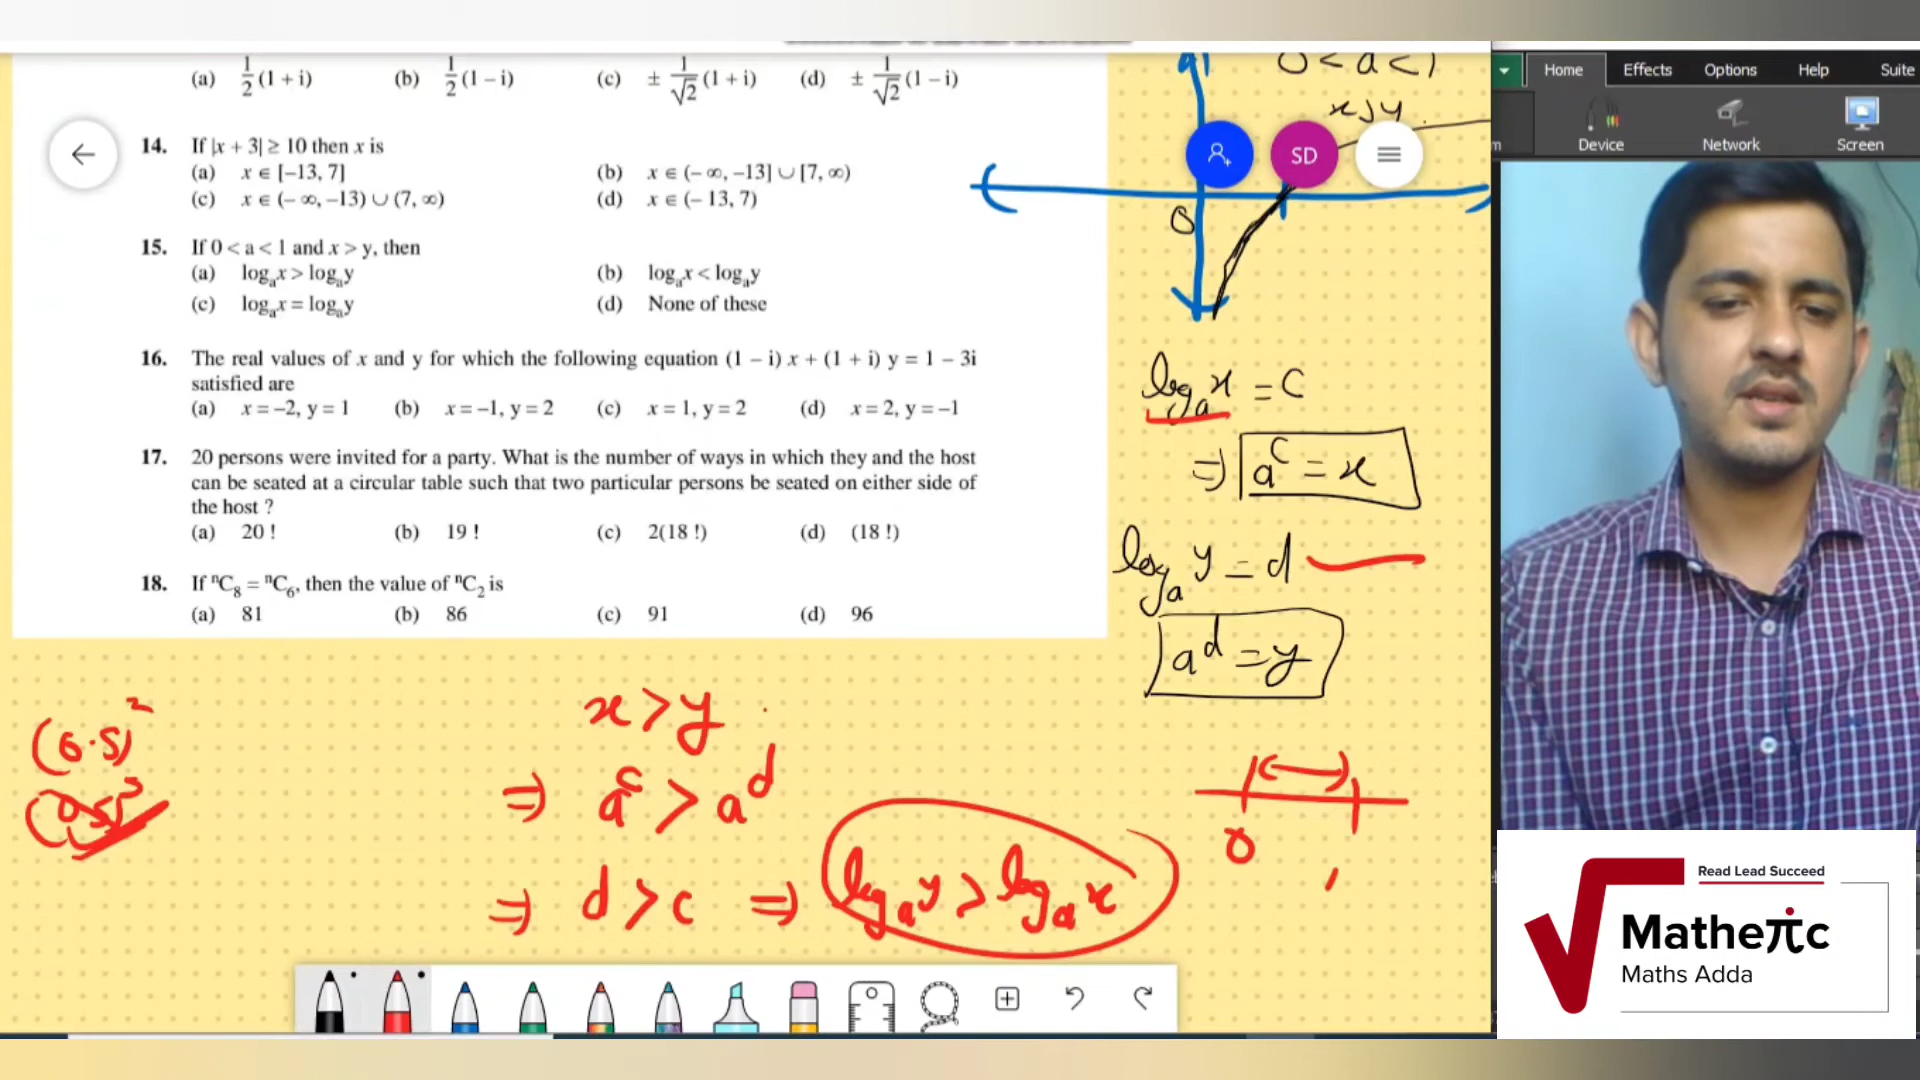 (a) 1/2 (1 + i) (b) 1/2 (1 – i) (c) ± 1/√2 (1 + i) (d) ± 1/√2 (1 – i)
14. If |x + 3| ≥ 10 then x is
(a) x ∈ [–13, 7] (b) x ∈ (– ∞, –13] ∪ [7, ∞)
(c) x ∈ (– ∞, –13) ∪ (7, ∞) (d) x ∈ (– 13, 7)
15. If 0 < a < 1 and x > y, then
(a) logₐx > logₐy (b) logₐx < logₐy
(c) logₐx = logₐy (d) None of these
16. The real values of x and y for which the following equation (1 – i) x + (1 + i) y = 1 – 3i
satisfied are
(a) x = –2, y = 1 (b) x = –1, y = 2 (c) x = 1, y = 2 (d) x = 2, y = –1
17. 20 persons were invited for a party. What is the number of ways in which they and the host
can be seated at a circular table such that two particular persons be seated on either side of
the host ?
(a) 20 ! (b) 19 ! (c) 2(18 !) (d) (18 !)
18. If ⁿC₈ = ⁿC₆, then the value of ⁿC₂ is
(a) 81 (b) 86 (c) 91 (d) 96
0 < a < 1
x > y
SD
0
logₐx = c
⇒ aᶜ = x
logₐy = d
aᵈ = y
(0.5)²
(0.5)³
x > y
⇒ aᶜ > aᵈ
⇒ d > c ⇒ logₐy > logₐx
0
Home Effects Options Help Suite
Device Network Screen
Read Lead Succeed
Matheπc
Maths Adda